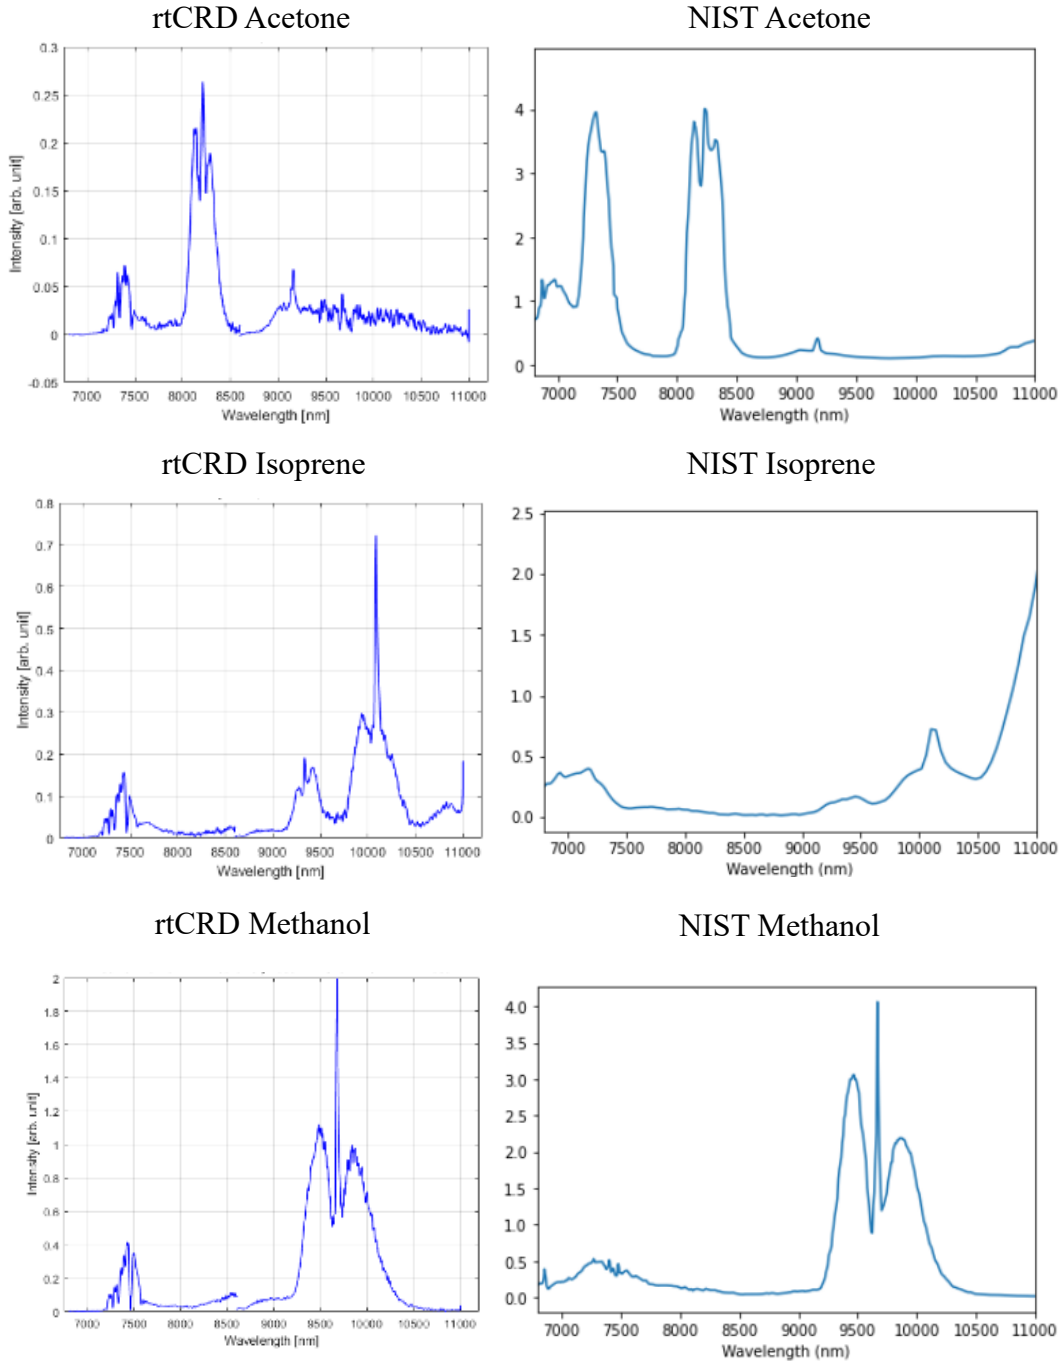 rtCRD Acetone
NIST Acetone
0.3
0.25
0.2
0.15
0.1
0.05
0
-0.05
Intensity [arb. unit]
7000 7500 8000 8500 9000 9500 10000 10500 11000
Wavelength [nm]
4
3
2
1
0
7000 7500 8000 8500 9000 9500 10000 10500 11000
Wavelength (nm)
rtCRD Isoprene
NIST Isoprene
0.8
0.7
0.6
0.5
0.4
0.3
0.2
0.1
0
Intensity [arb. unit]
7000 7500 8000 8500 9000 9500 10000 10500 11000
Wavelength [nm]
2.5
2.0
1.5
1.0
0.5
0.0
7000 7500 8000 8500 9000 9500 10000 10500 11000
Wavelength (nm)
rtCRD Methanol
NIST Methanol
2
1.8
1.6
1.4
1.2
1
0.8
0.6
0.4
0.2
0
Intensity [arb. unit]
7000 7500 8000 8500 9000 9500 10000 10500 11000
Wavelength [nm]
4.0
3.5
3.0
2.5
2.0
1.5
1.0
0.5
0.0
7000 7500 8000 8500 9000 9500 10000 10500 11000
Wavelength (nm)